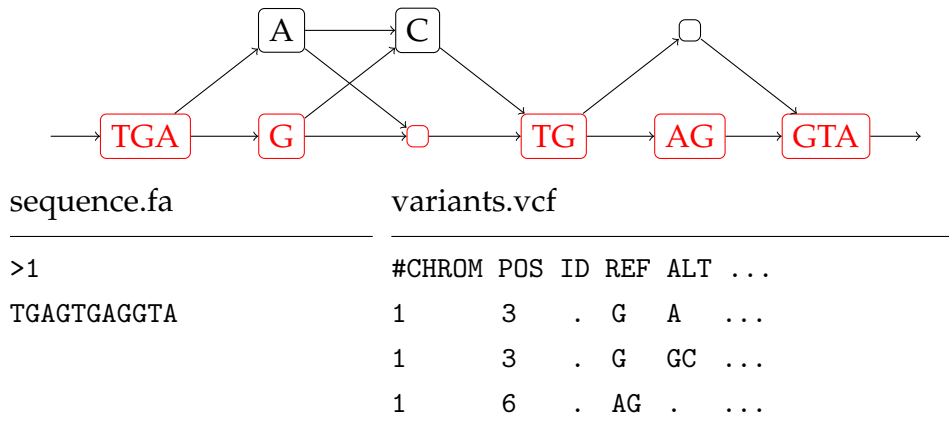 A C
TGA G TG AG GTA
sequence.fa variants.vcf
>1 #CHROM POS ID REF ALT ...
TGAGTGAGGTA 1 3 . G A ...
1 3 . G GC ...
1 6 . AG . ...